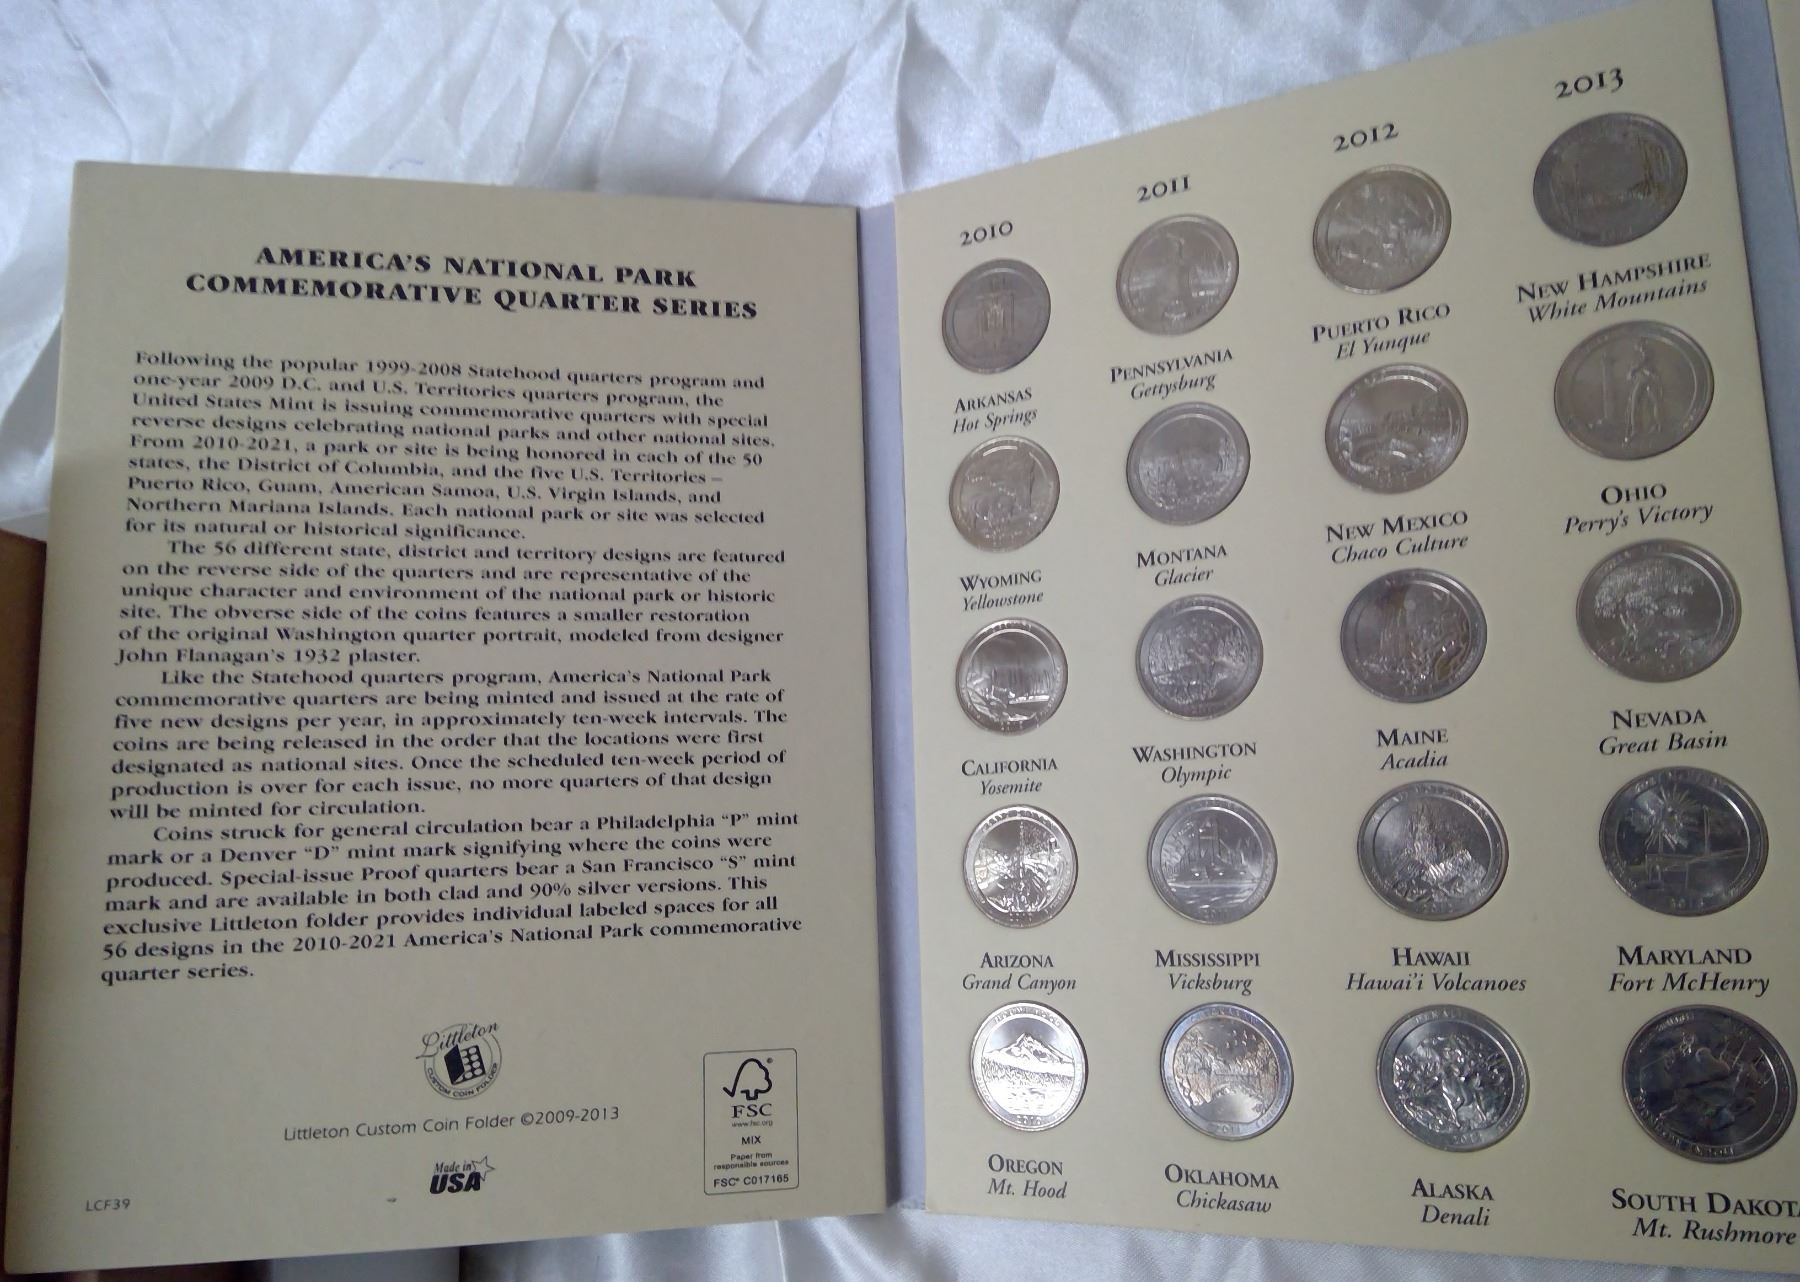 AMERICA'S NATIONAL PARK
COMMEMORATIVE QUARTER SERIES
Following the popular 1999-2008 Statehood quarters program and
one-year 2009 D.C. and U.S. Territories quarters program, the
United States Mint is issuing commemorative quarters with special
reverse designs celebrating national parks and other national sites.
From 2010-2021, a park or site is being honored in each of the 50
states, the District of Columbia, and the five U.S. Territories –
Puerto Rico, Guam, American Samoa, U.S. Virgin Islands, and
Northern Mariana Islands. Each national park or site was selected
for its natural or historical significance.
The 56 different state, district and territory designs are featured
on the reverse side of the quarters and are representative of the
unique character and environment of the national park or historic
site. The obverse side of the coins features a smaller restoration
of the original Washington quarter portrait, modeled from designer
John Flanagan's 1932 plaster.
Like the Statehood quarters program, America's National Park
commemorative quarters are being minted and issued at the rate of
five new designs per year, in approximately ten-week intervals. The
coins are being released in the order that the locations were first
designated as national sites. Once the scheduled ten-week period of
production is over for each issue, no more quarters of that design
will be minted for circulation.
Coins struck for general circulation bear a Philadelphia "P" mint
mark or a Denver "D" mint mark signifying where the coins were
produced. Special-issue Proof quarters bear a San Francisco "S" mint
mark and are available in both clad and 90% silver versions. This
exclusive Littleton folder provides individual labeled spaces for all
56 designs in the 2010-2021 America's National Park commemorative
quarter series.
Littleton
CUSTOM COIN FOLDER
Littleton Custom Coin Folder ©2009-2013
Made in
USA
LCF39
FSC
www.fsc.org
MIX
Paper from
responsible sources
FSC® C017165
2010
ARKANSAS
Hot Springs
WYOMING
Yellowstone
CALIFORNIA
Yosemite
ARIZONA
Grand Canyon
OREGON
Mt. Hood
2011
PENNSYLVANIA
Gettysburg
MONTANA
Glacier
WASHINGTON
Olympic
MISSISSIPPI
Vicksburg
OKLAHOMA
Chickasaw
2012
PUERTO RICO
El Yunque
NEW MEXICO
Chaco Culture
MAINE
Acadia
HAWAII
Hawai'i Volcanoes
ALASKA
Denali
2013
NEW HAMPSHIRE
White Mountains
OHIO
Perry's Victory
NEVADA
Great Basin
MARYLAND
Fort McHenry
SOUTH DAKOTA
Mt. Rushmore